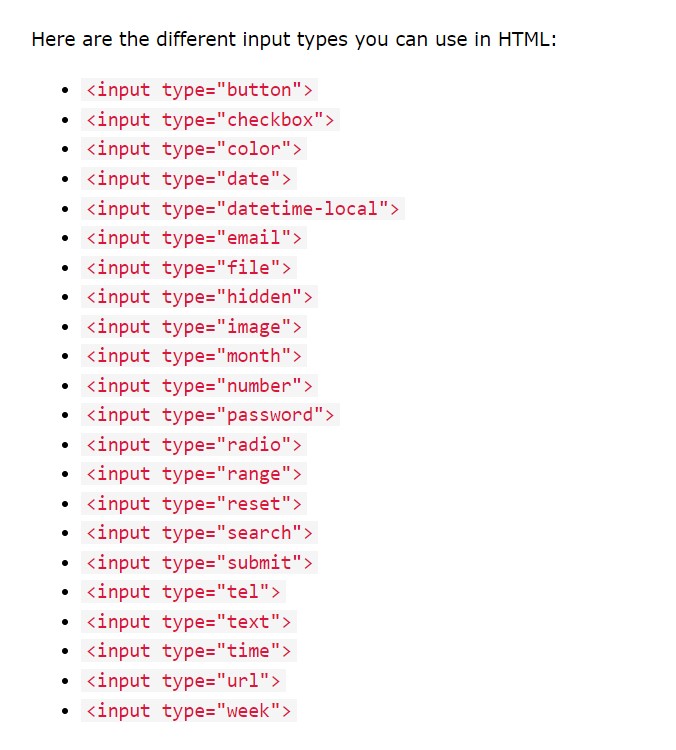 Here are the different input types you can use in HTML:
<input type="button">
<input type="checkbox">
<input type="color">
<input type="date">
<input type="datetime-local">
<input type="email">
<input type="file">
<input type="hidden">
<input type="image">
<input type="month">
<input type="number">
<input type="password">
<input type="radio">
<input type="range">
<input type="reset">
<input type="search">
<input type="submit">
<input type="tel">
<input type="text">
<input type="time">
<input type="url">
<input type="week">